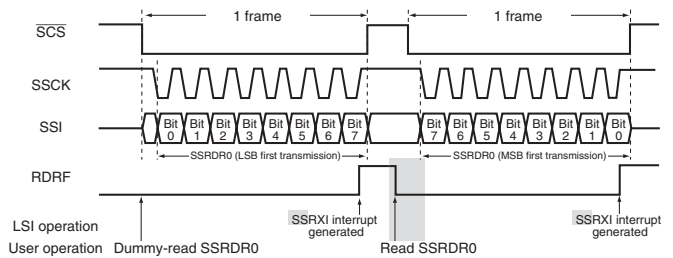 1 frame 1 frame
SCS
SSCK
SSI Bit 0 Bit 1 Bit 2 Bit 3 Bit 4 Bit 5 Bit 6 Bit 7 Bit 7 Bit 6 Bit 5 Bit 4 Bit 3 Bit 2 Bit 1 Bit 0
SSRDR0 (LSB first transmission) SSRDR0 (MSB first transmission)
RDRF
LSI operation SSRXI interrupt generated SSRXI interrupt generated
User operation Dummy-read SSRDR0 Read SSRDR0